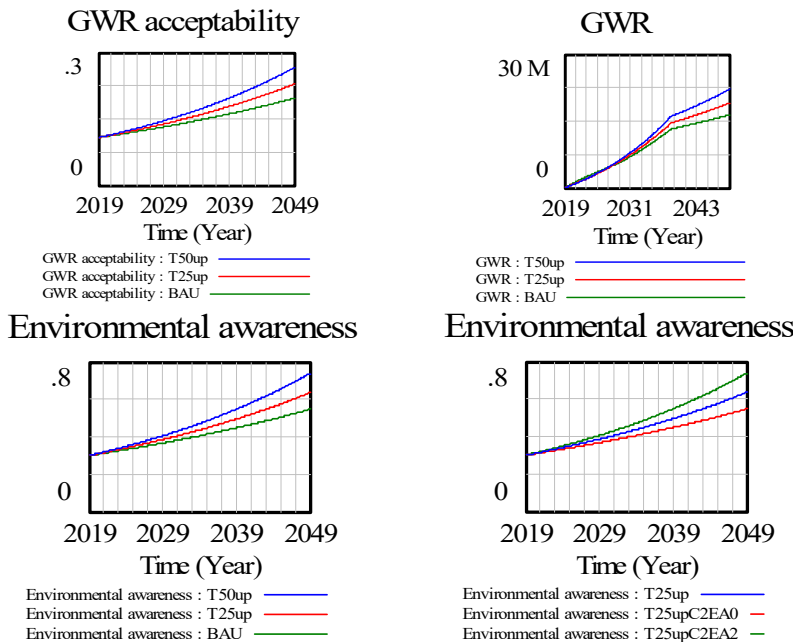 GWR acceptability
.3
0
2019 2029 2039 2049
Time (Year)
GWR acceptability : T50up
GWR acceptability : T25up
GWR acceptability : BAU
GWR
30 M
0
2019 2031 2043
Time (Year)
GWR : T50up
GWR : T25up
GWR : BAU
Environmental awareness
.8
0
2019 2029 2039 2049
Time (Year)
Environmental awareness : T50up
Environmental awareness : T25up
Environmental awareness : BAU
Environmental awareness
.8
0
2019 2029 2039 2049
Time (Year)
Environmental awareness : T25up
Environmental awareness : T25upC2EA0
Environmental awareness : T25upC2EA2